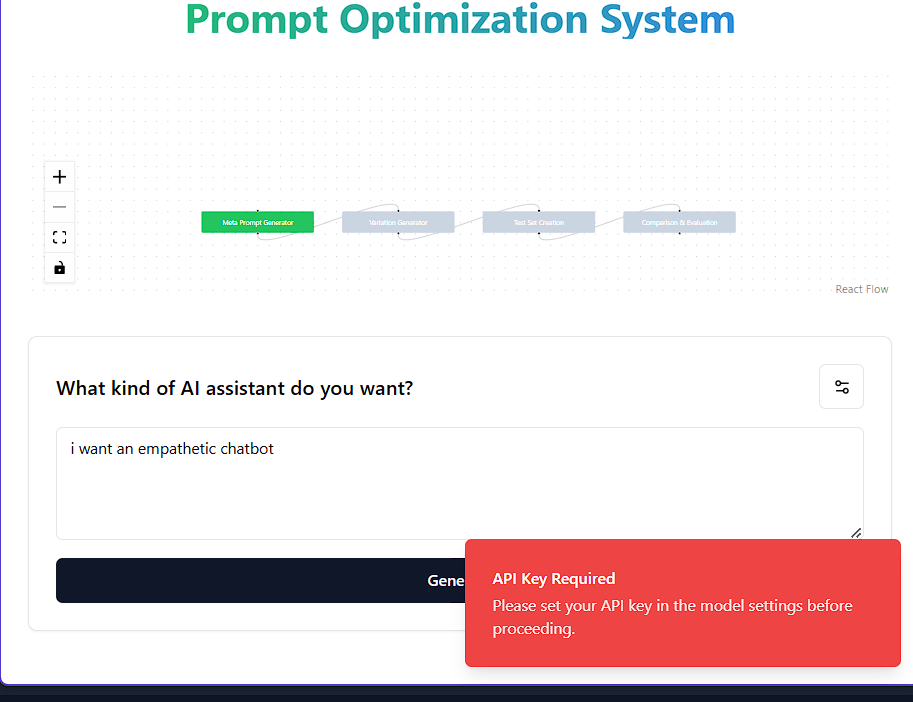 Prompt Optimization System
Meta Prompt Generator
Variation Generator
Test Set Creation
Comparison & Evaluation
React Flow
What kind of AI assistant do you want?
i want an empathetic chatbot
Gene
API Key Required
Please set your API key in the model settings before
proceeding.